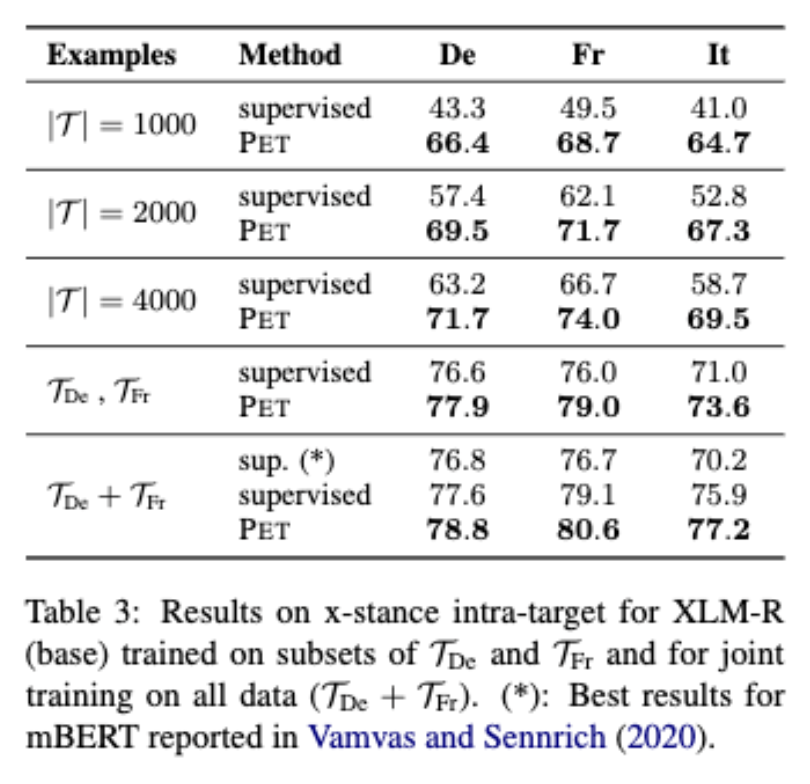 Examples Method De Fr It
|𝒯| = 1000 supervised 43.3 49.5 41.0
PET 66.4 68.7 64.7
|𝒯| = 2000 supervised 57.4 62.1 52.8
PET 69.5 71.7 67.3
|𝒯| = 4000 supervised 63.2 66.7 58.7
PET 71.7 74.0 69.5
𝒯De , 𝒯Fr supervised 76.6 76.0 71.0
PET 77.9 79.0 73.6
sup. (*) 76.8 76.7 70.2
𝒯De + 𝒯Fr supervised 77.6 79.1 75.9
PET 78.8 80.6 77.2
Table 3: Results on x-stance intra-target for XLM-R
(base) trained on subsets of 𝒯De and 𝒯Fr and for joint
training on all data (𝒯De + 𝒯Fr). (*): Best results for
mBERT reported in Vamvas and Sennrich (2020).